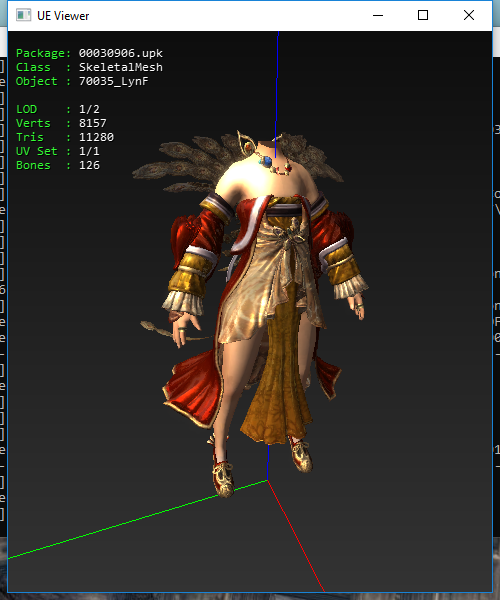 UE Viewer
Package: 00030906.upk
Class : SkeletalMesh
Object : 70035_LynF
LOD : 1/2
Verts : 8157
Tris : 11280
UV Set : 1/1
Bones : 126